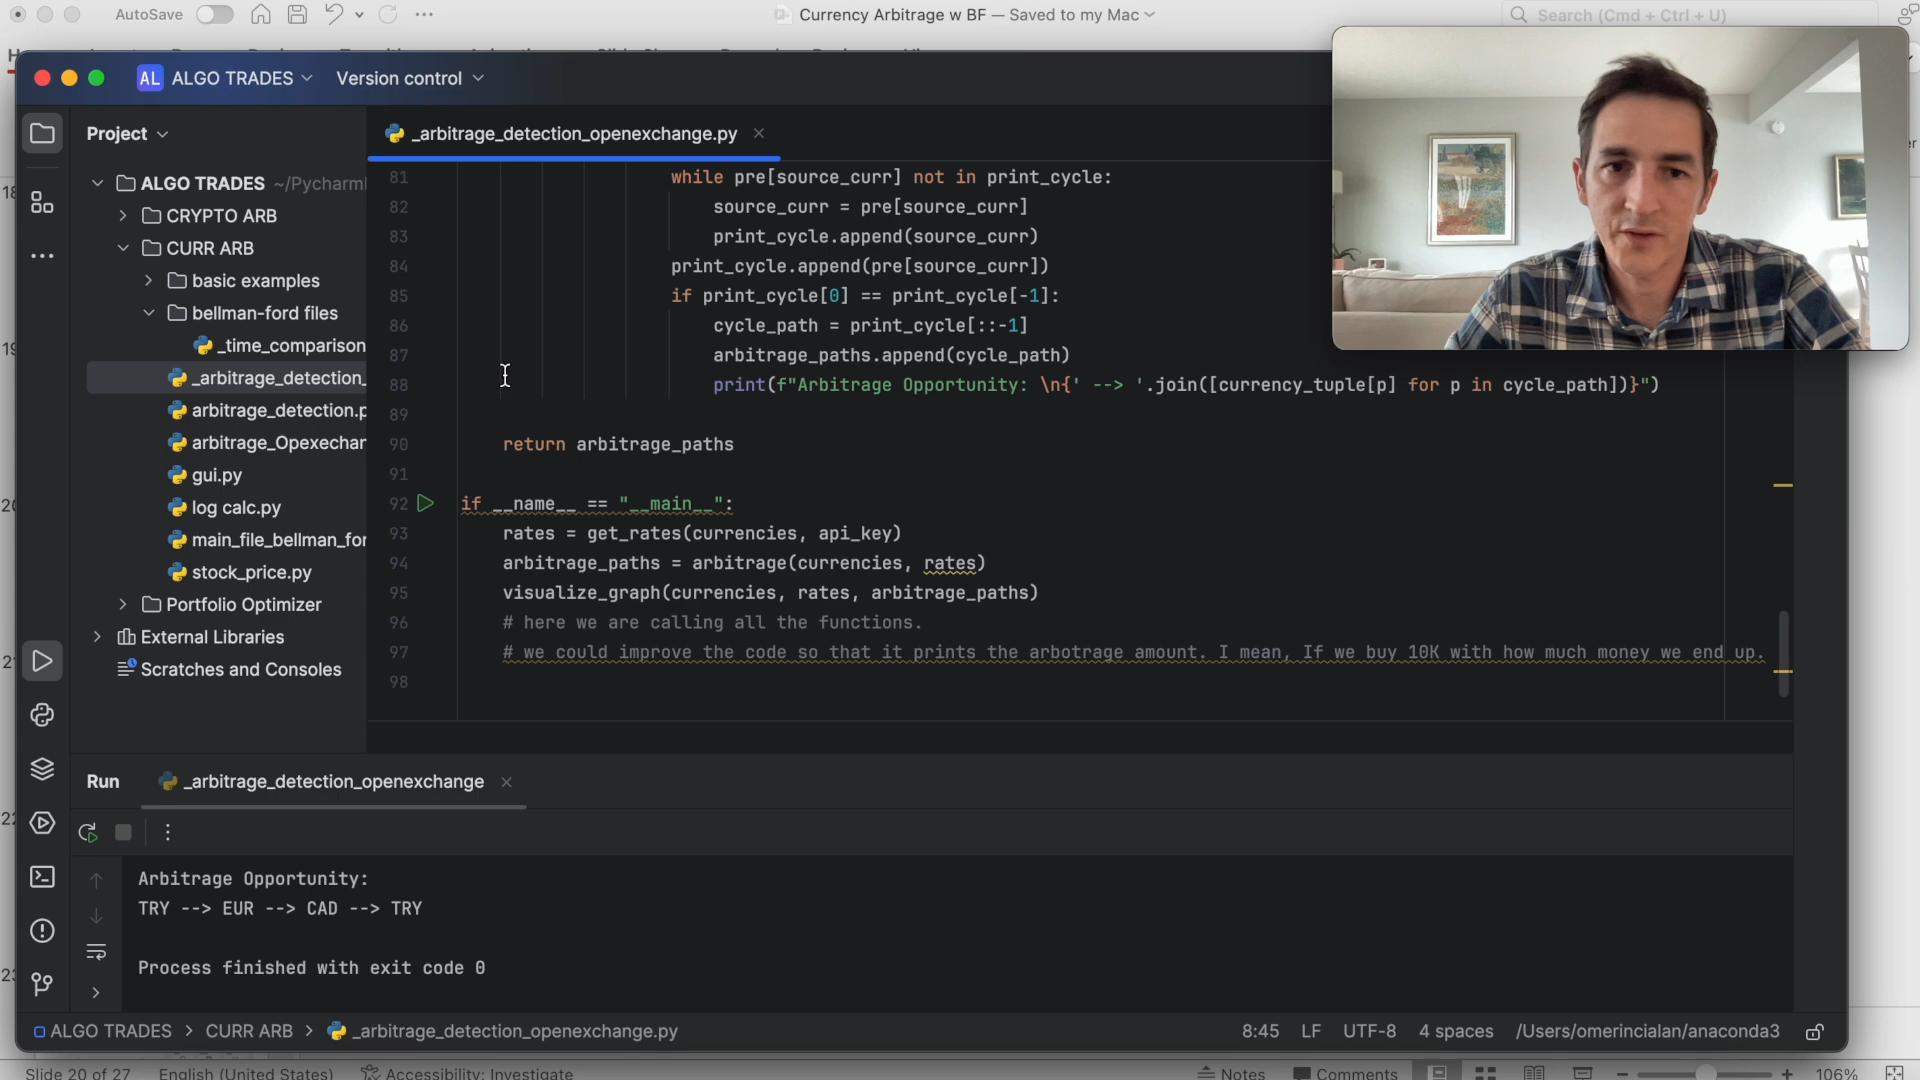 AutoSave
Currency Arbitrage w BF — Saved to my Mac
Search (Cmd + Ctrl + U)
AL ALGO TRADES
Version control
Project
_arbitrage_detection_openexchange.py
ALGO TRADES ~/Pycharml
CRYPTO ARB
CURR ARB
basic examples
bellman-ford files
_time_comparison
_arbitrage_detection_
arbitrage_detection.p
arbitrage_Opexechar
gui.py
log calc.py
main_file_bellman_for
stock_price.py
Portfolio Optimizer
External Libraries
Scratches and Consoles
81 while pre[source_curr] not in print_cycle:
82 source_curr = pre[source_curr]
83 print_cycle.append(source_curr)
84 print_cycle.append(pre[source_curr])
85 if print_cycle[0] == print_cycle[-1]:
86 cycle_path = print_cycle[::-1]
87 arbitrage_paths.append(cycle_path)
88 print(f"Arbitrage Opportunity: \n{' --> '.join([currency_tuple[p] for p in cycle_path])}")
89
90 return arbitrage_paths
91
92 if __name__ == "__main__":
93 rates = get_rates(currencies, api_key)
94 arbitrage_paths = arbitrage(currencies, rates)
95 visualize_graph(currencies, rates, arbitrage_paths)
96 # here we are calling all the functions.
97 # we could improve the code so that it prints the arbotrage amount. I mean, If we buy 10K with how much money we end up.
98
Run
_arbitrage_detection_openexchange
Arbitrage Opportunity:
TRY --> EUR --> CAD --> TRY
Process finished with exit code 0
ALGO TRADES > CURR ARB > _arbitrage_detection_openexchange.py
8:45 LF UTF-8 4 spaces /Users/omerincialan/anaconda3
Slide 20 of 27 English (United States) Accessibility: Investigate
Notes Comments 106%